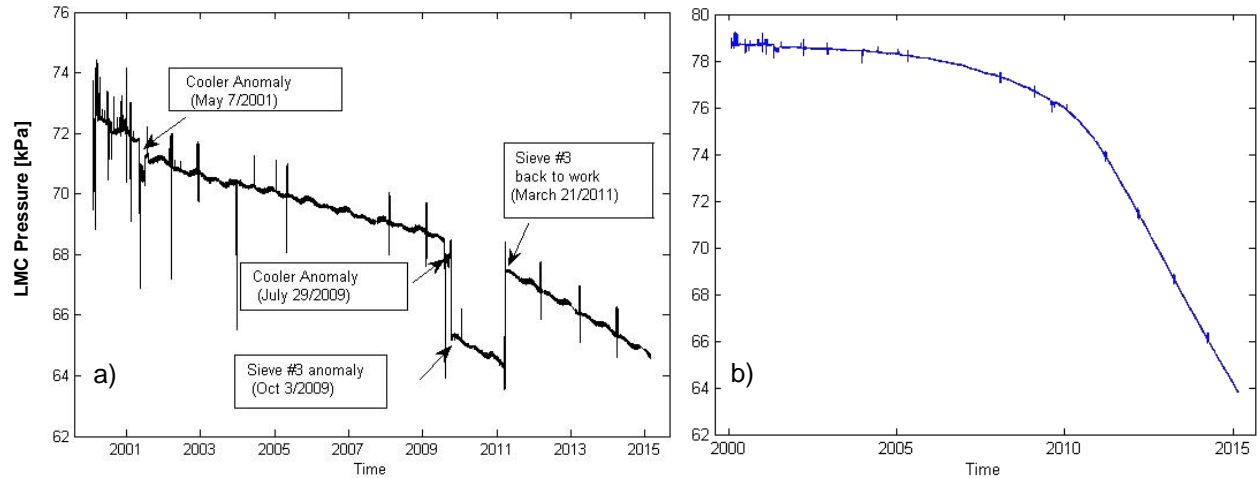 LMC Pressure [kPa]
76
74
72
70
68
66
64
62
Cooler Anomaly
(May 7/2001)
Sieve #3
back to work
(March 21/2011)
Cooler Anomaly
(July 29/2009)
Sieve #3 anomaly
(Oct 3/2009)
a)
2001 2003 2005 2007 2009 2011 2013 2015
Time
80
78
76
74
72
70
68
66
64
62
b)
2000 2005 2010 2015
Time